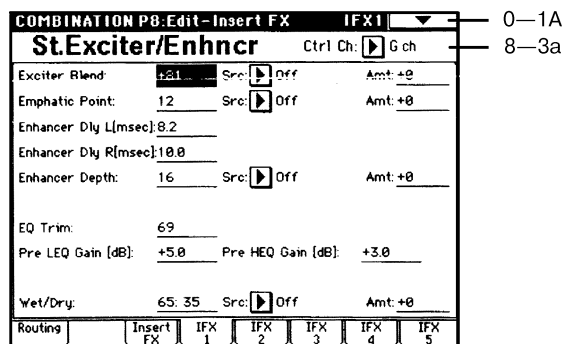 COMBINATION P8:Edit-Insert FX IFX1 0—1A
St.Exciter/Enhncr Ctrl Ch: G ch 8—3a
Exciter Blend: +81 Src: Off Amt: +0
Emphatic Point: 12 Src: Off Amt: +0
Enhancer Dly L[msec]: 8.2
Enhancer Dly R[msec]: 10.0
Enhancer Depth: 16 Src: Off Amt: +0
EQ Trim: 69
Pre LEQ Gain [dB]: +5.0 Pre HEQ Gain [dB]: +3.0
Wet/Dry: 65: 35 Src: Off Amt: +0
Routing Insert FX IFX 1 IFX 2 IFX 3 IFX 4 IFX 5